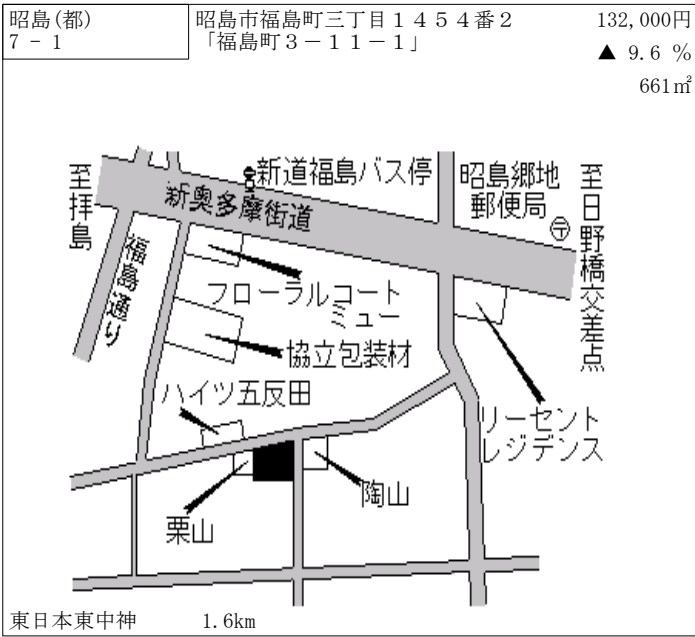 昭島(都)
7 - 1
昭島市福島町三丁目１４５４番２
「福島町３－１１－１」
132,000円
▲ 9.6 %
661㎡
至拝島
新道福島バス停
新奥多摩街道
昭島郷地
郵便局
至日野橋交差点
福島通り
フローラルコート
ミュー
協立包装材
ハイツ五反田
リーセント
レジデンス
陶山
栗山
東日本東中神
1.6km